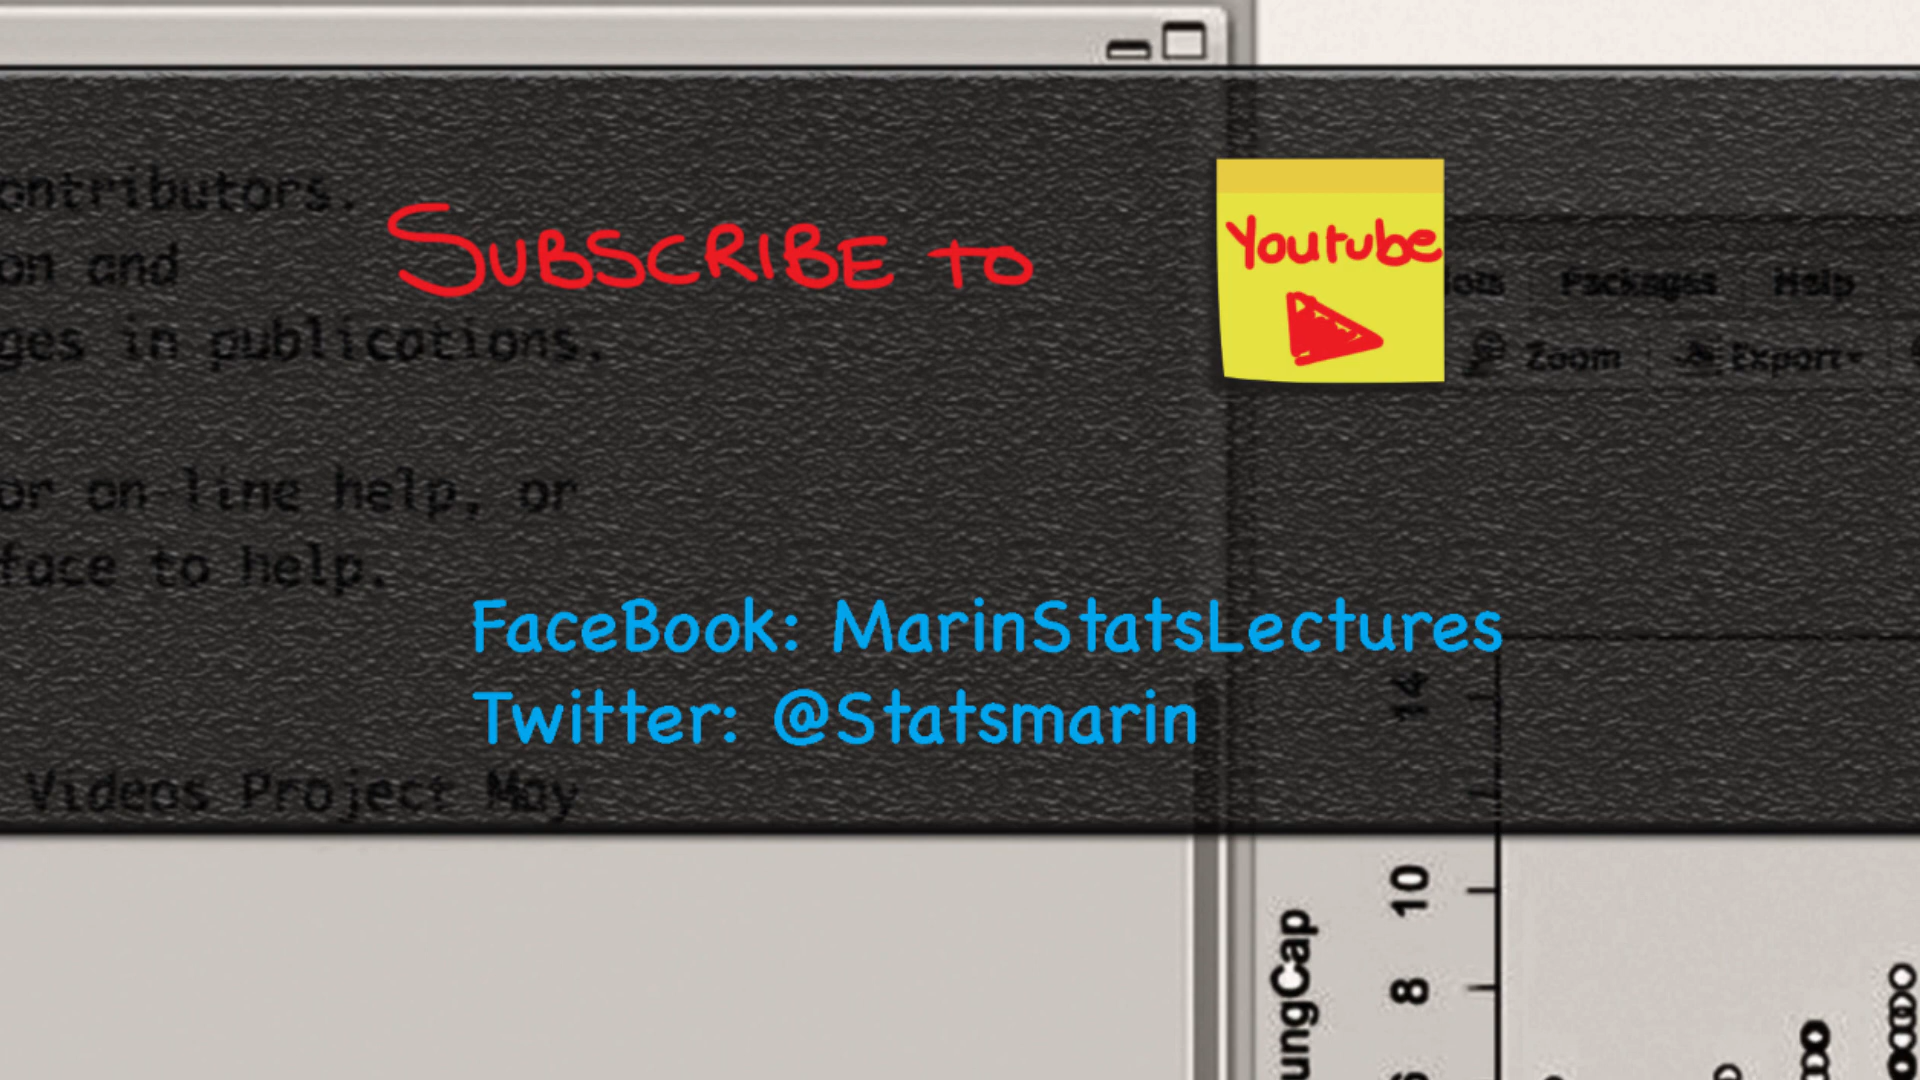 ontributors.
SUBSCRIBE TO
Youtube
on and
Packages Help
ges in publications.
Zoom Export
or on-line help, or
face to help.
FaceBook: MarinStatsLectures
Twitter: @Statsmarin
14
Videos Project May
10
8
ungCap